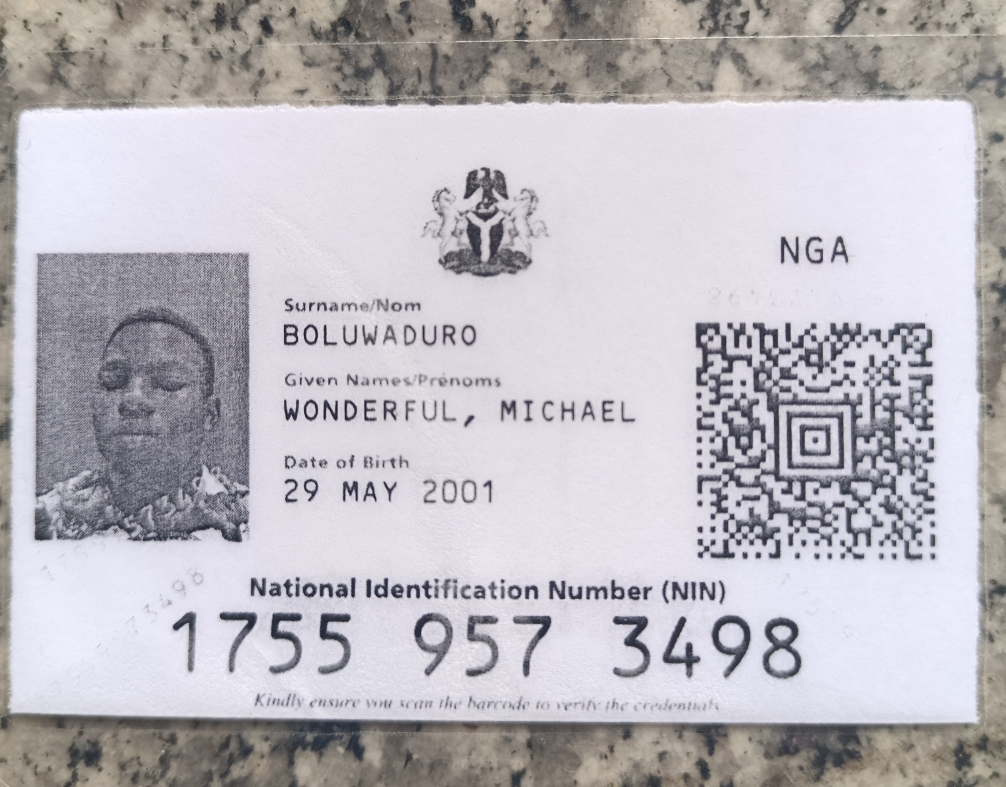 NGA
Surname/Nom
BOLUWADURO
Given Names/Prénoms
WONDERFUL, MICHAEL
Date of Birth
29 MAY 2001
National Identification Number (NIN)
1755 957 3498
Kindly ensure you scan the barcode to verify the credentials